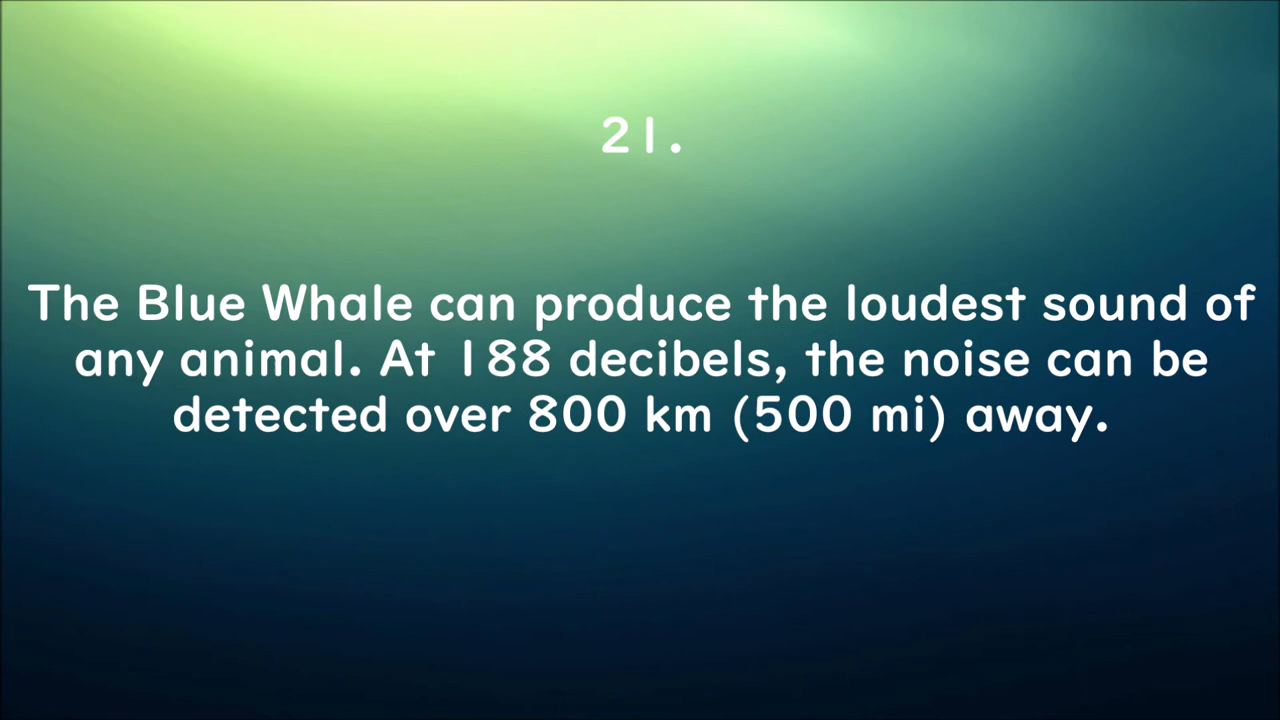 21.
The Blue Whale can produce the loudest sound of
any animal. At 188 decibels, the noise can be
detected over 800 km (500 mi) away.